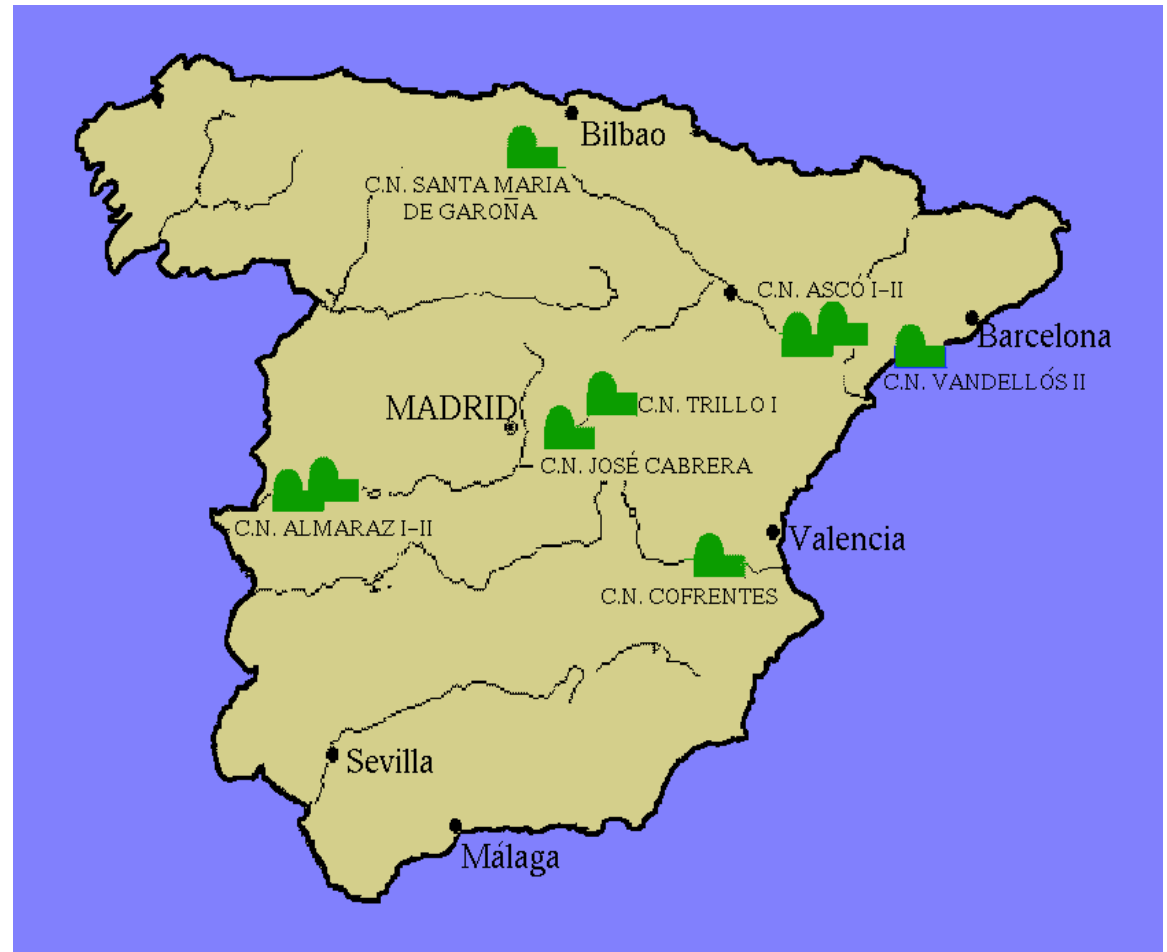 Bilbao
C.N. SANTA MARIA
DE GAROÑA
C.N. ASCÓ I-II
Barcelona
C.N. VANDELLÓS II
C.N. TRILLO I
MADRID
C.N. JOSÉ CABRERA
C.N. ALMARAZ I-II
Valencia
C.N. COFRENTES
Sevilla
Málaga